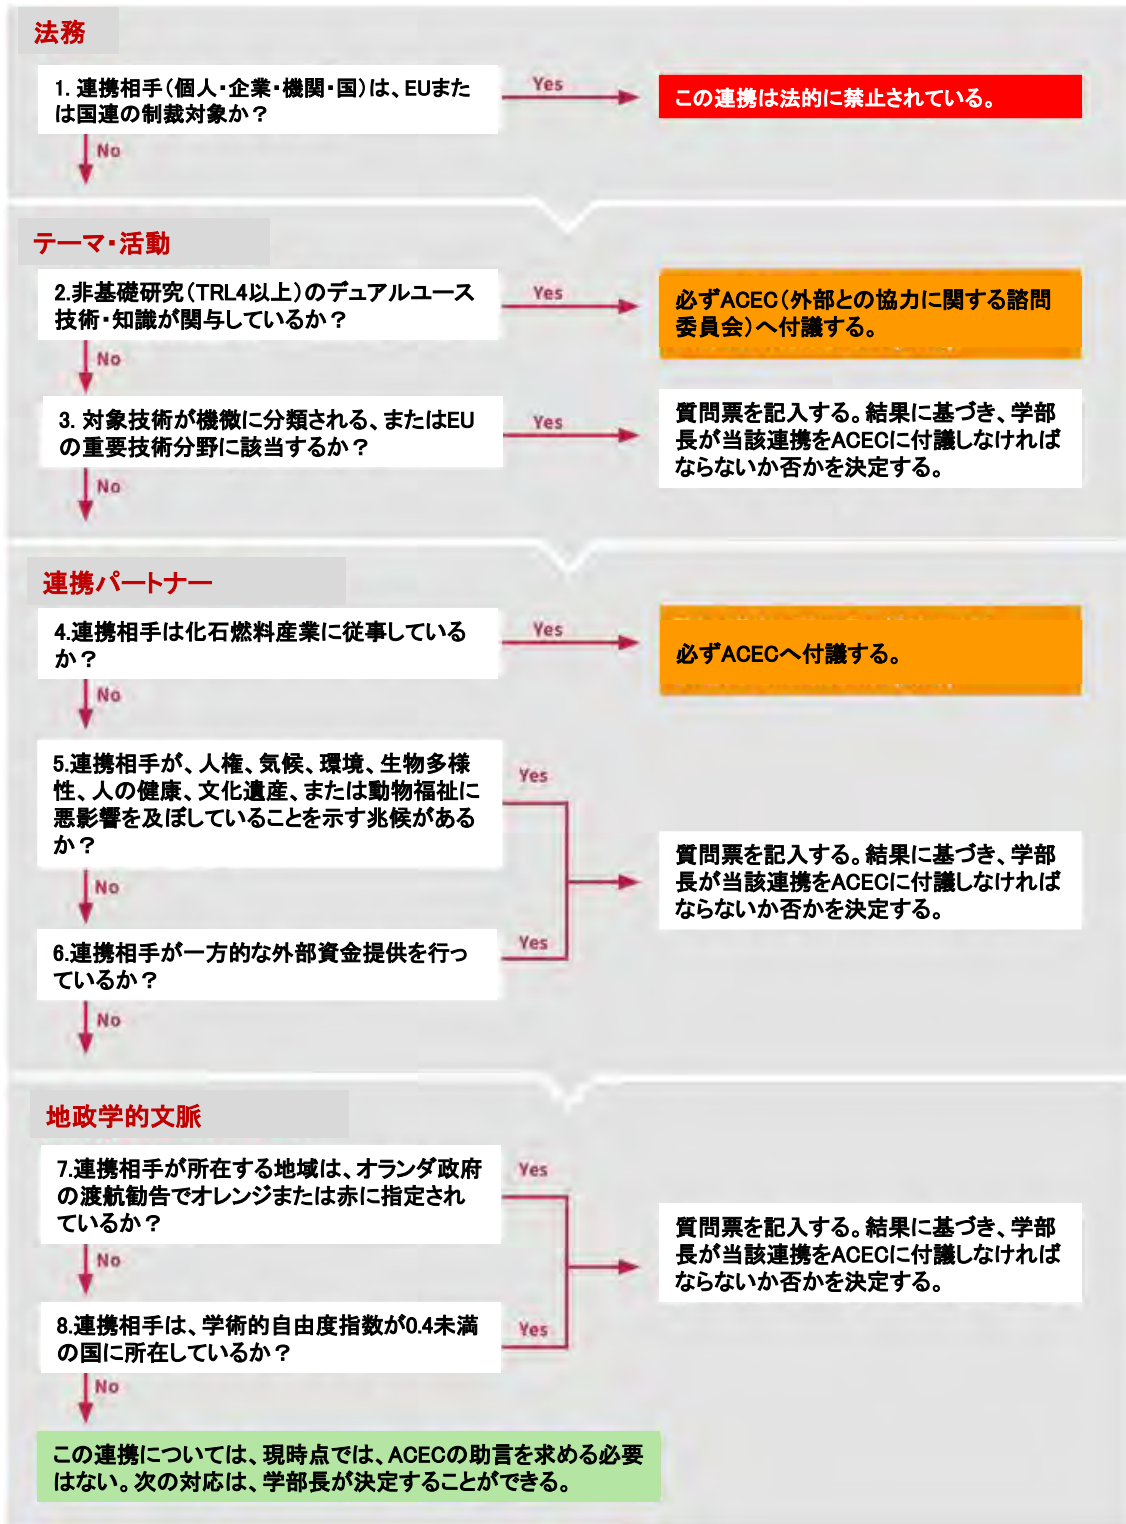 法務
1. 連携相手(個人・企業・機関・国)は、EUまた
は国連の制裁対象か？
Yes
この連携は法的に禁止されている。
No
テーマ・活動
2.非基礎研究(TRL4以上)のデュアルユース
技術・知識が関与しているか？
Yes
必ずACEC(外部との協力に関する諮問
委員会)へ付議する。
No
3. 対象技術が機微に分類される、またはEU
の重要技術分野に該当するか？
Yes
質問票を記入する。結果に基づき、学部
長が当該連携をACECに付議しなければ
ならないか否かを決定する。
No
連携パートナー
4.連携相手は化石燃料産業に従事している
か？
Yes
必ずACECへ付議する。
No
5.連携相手が、人権、気候、環境、生物多様
性、人の健康、文化遺産、または動物福祉に
悪影響を及ぼしていることを示す兆候がある
か？
Yes
質問票を記入する。結果に基づき、学部
長が当該連携をACECに付議しなければ
ならないか否かを決定する。
No
6.連携相手が一方的な外部資金提供を行っ
ているか？
Yes
No
地政学的文脈
7.連携相手が所在する地域は、オランダ政府
の渡航勧告でオレンジまたは赤に指定され
ているか？
Yes
質問票を記入する。結果に基づき、学部
長が当該連携をACECに付議しなければ
ならないか否かを決定する。
No
8.連携相手は、学術的自由度指数が0.4未満
の国に所在しているか？
Yes
No
この連携については、現時点では、ACECの助言を求める必要
はない。次の対応は、学部長が決定することができる。